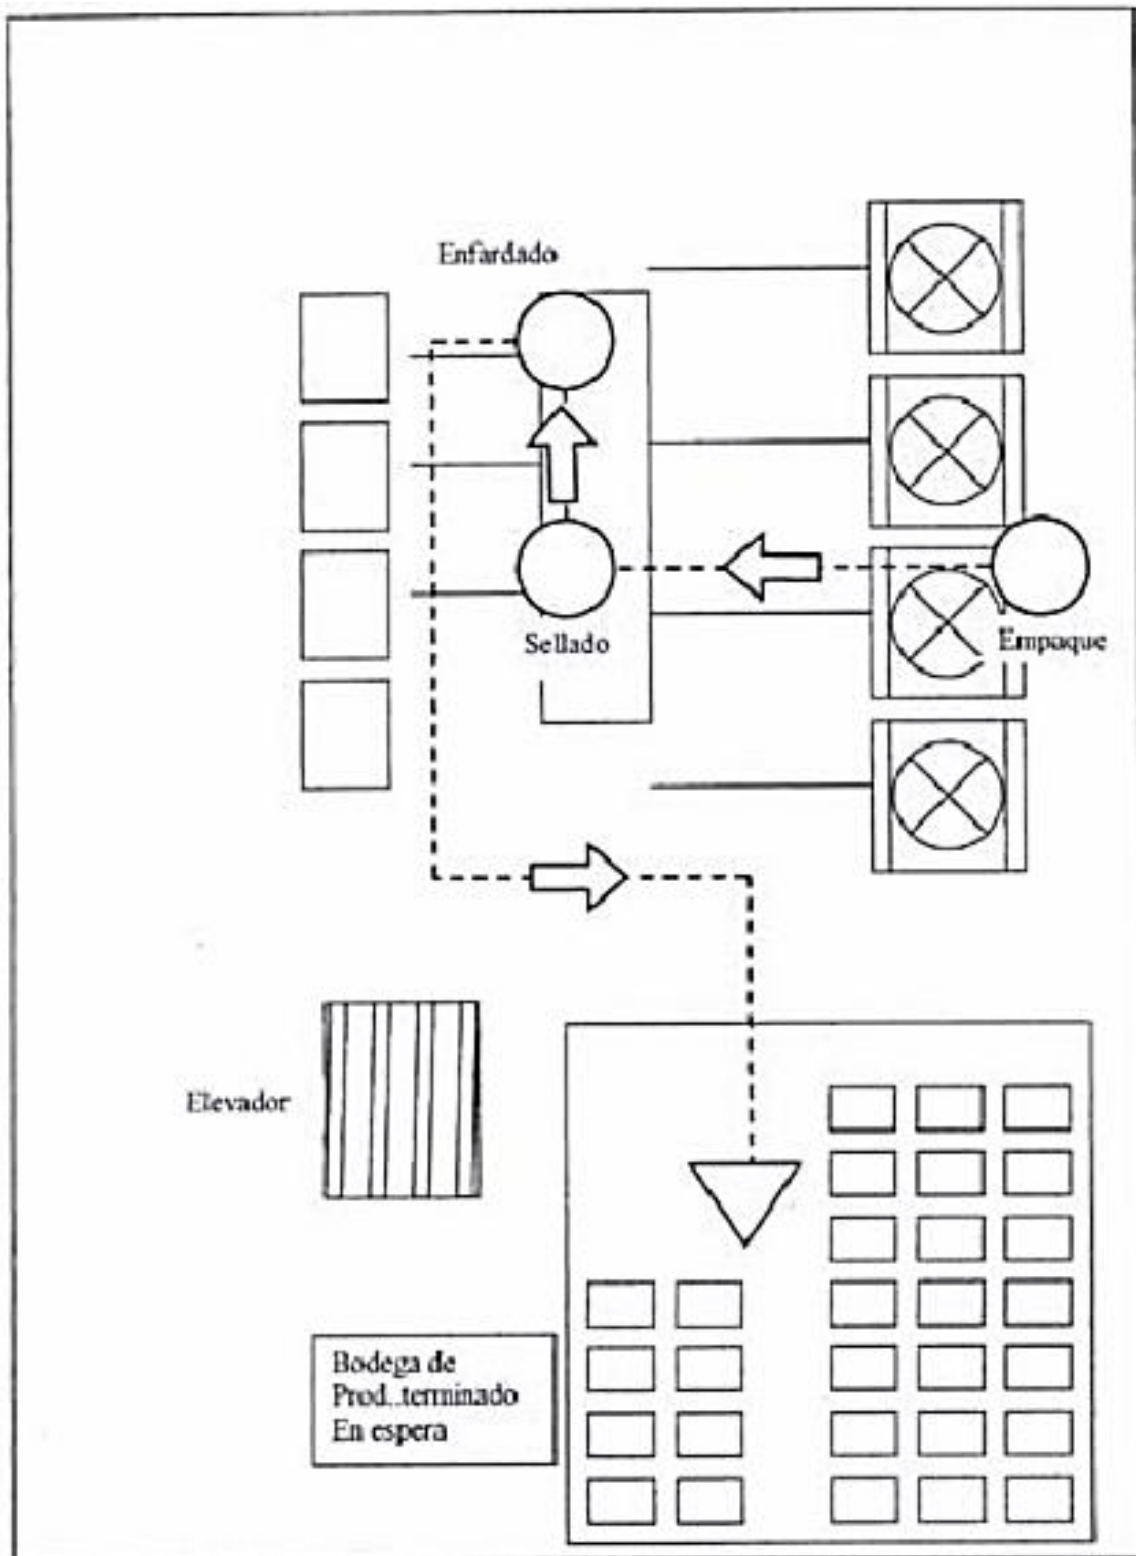 Enfardado
Sellado
Empaque
Elevador
Bodega de
Prod..terminado
En espera